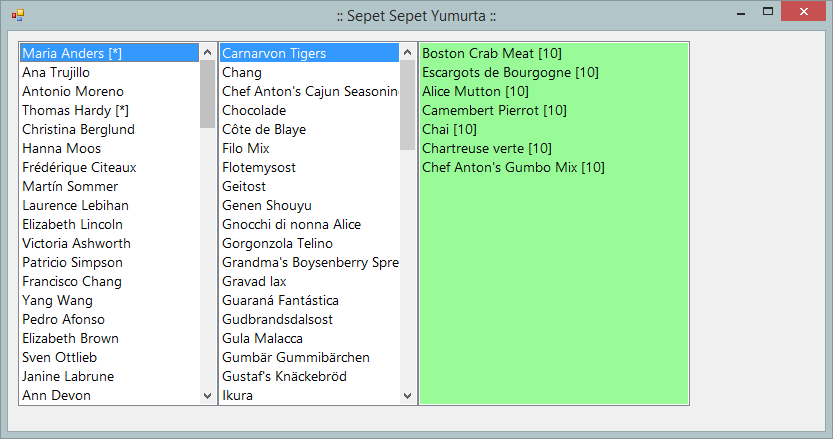 :: Sepet Sepet Yumurta ::
Maria Anders [*]
Ana Trujillo
Antonio Moreno
Thomas Hardy [*]
Christina Berglund
Hanna Moos
Frédérique Citeaux
Martín Sommer
Laurence Lebihan
Elizabeth Lincoln
Victoria Ashworth
Patricio Simpson
Francisco Chang
Yang Wang
Pedro Afonso
Elizabeth Brown
Sven Ottlieb
Janine Labrune
Ann Devon
Carnarvon Tigers
Chang
Chef Anton's Cajun Seasonin
Chocolade
Côte de Blaye
Filo Mix
Flotemysost
Geitost
Genen Shouyu
Gnocchi di nonna Alice
Gorgonzola Telino
Grandma's Boysenberry Spre
Gravad lax
Guaraná Fantástica
Gudbrandsdalsost
Gula Malacca
Gumbär Gummibärchen
Gustaf's Knäckebröd
Ikura
Boston Crab Meat [10]
Escargots de Bourgogne [10]
Alice Mutton [10]
Camembert Pierrot [10]
Chai [10]
Chartreuse verte [10]
Chef Anton's Gumbo Mix [10]